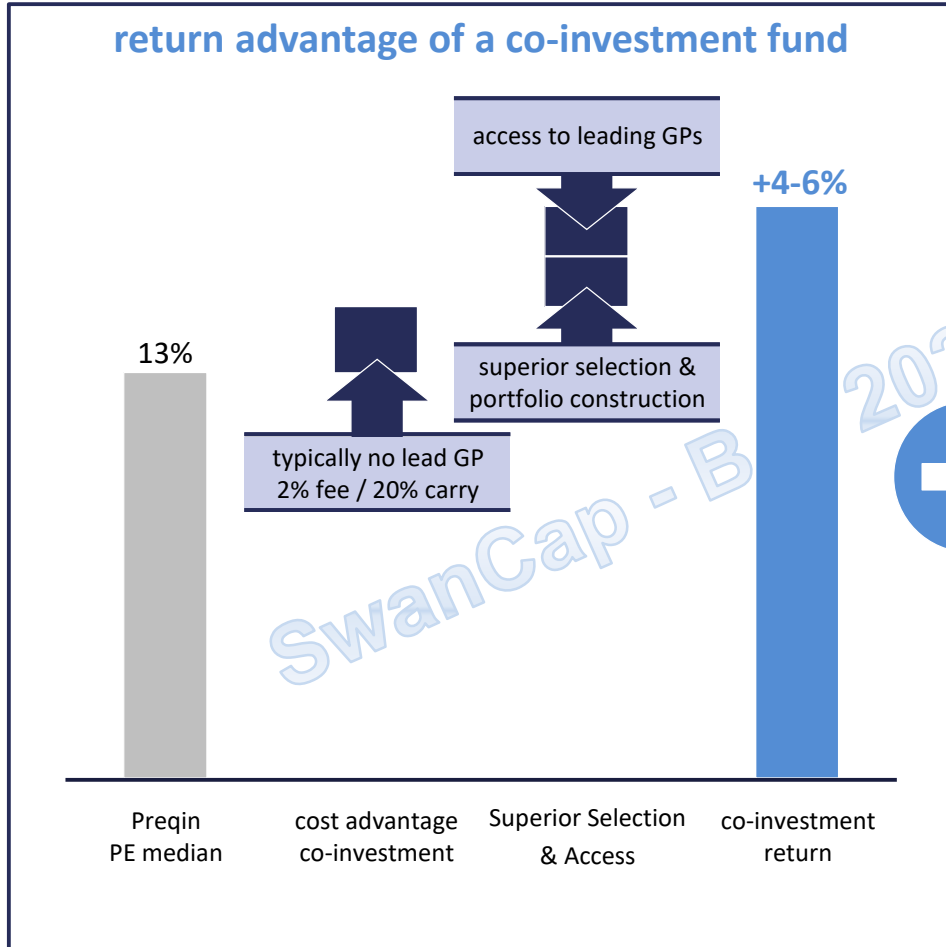 return advantage of a co-investment fund
access to leading GPs
+4-6%
13%
superior selection &
portfolio construction
typically no lead GP
2% fee / 20% carry
SwanCap - B
Preqin
PE median
cost advantage
co-investment
Superior Selection
& Access
co-investment
return